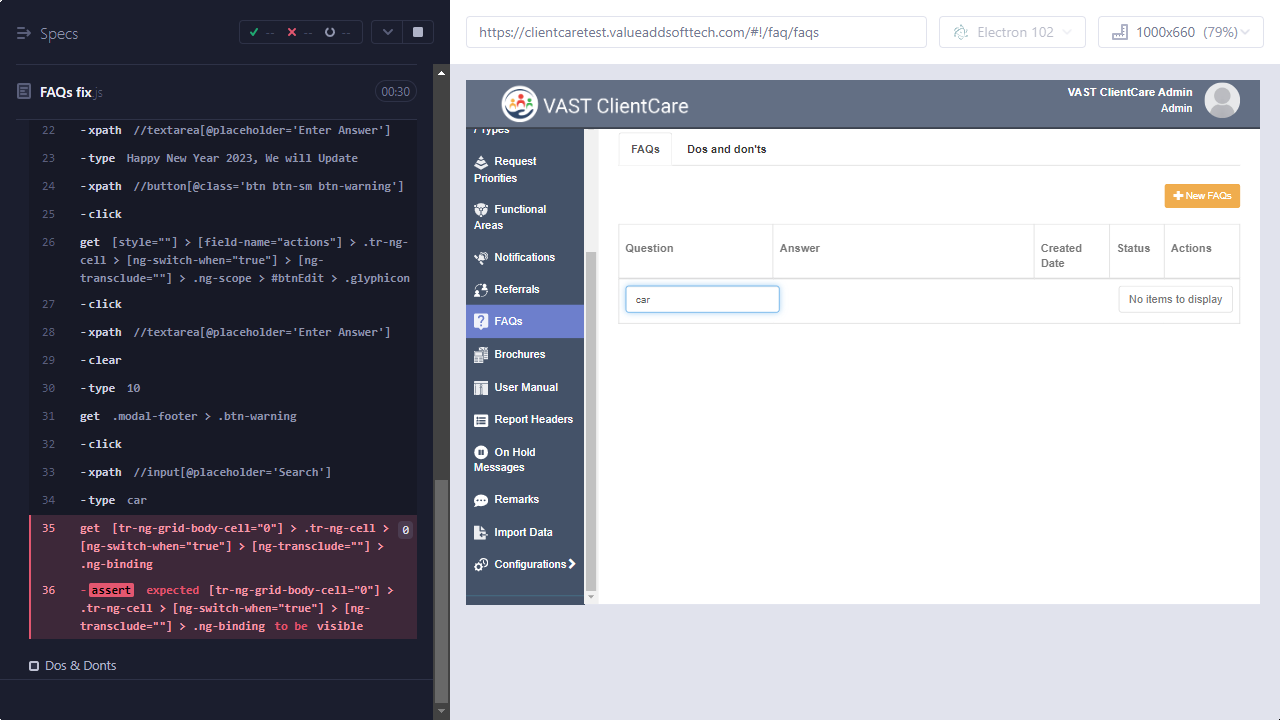 Specs
--
--
--
FAQs fix.js
00:30
22 -xpath //textarea[@placeholder='Enter Answer']
23 -type Happy New Year 2023, We will Update
24 -xpath //button[@class='btn btn-sm btn-warning']
25 -click
26 get [style=""] > [field-name="actions"] > .tr-ng-
cell > [ng-switch-when="true"] > [ng-
transclude=""] > .ng-scope > #btnEdit > .glyphicon
27 -click
28 -xpath //textarea[@placeholder='Enter Answer']
29 -clear
30 -type 10
31 get .modal-footer > .btn-warning
32 -click
33 -xpath //input[@placeholder='Search']
34 -type car
35 get [tr-ng-grid-body-cell="0"] > .tr-ng-cell > 0
[ng-switch-when="true"] > [ng-transclude=""] >
.ng-binding
36 -assert expected [tr-ng-grid-body-cell="0"] >
.tr-ng-cell > [ng-switch-when="true"] > [ng-
transclude=""] > .ng-binding to be visible
Dos & Donts
https://clientcaretest.valueaddsofttech.com/#!/faq/faqs
Electron 102
1000x660 (79%)
VAST ClientCare
VAST ClientCare Admin
Admin
/ Types
Request
Priorities
Functional
Areas
Notifications
Referrals
FAQs
Brochures
User Manual
Report Headers
On Hold
Messages
Remarks
Import Data
Configurations
FAQs Dos and don'ts
New FAQs
Question
Answer
Created
Date
Status
Actions
car
No items to display